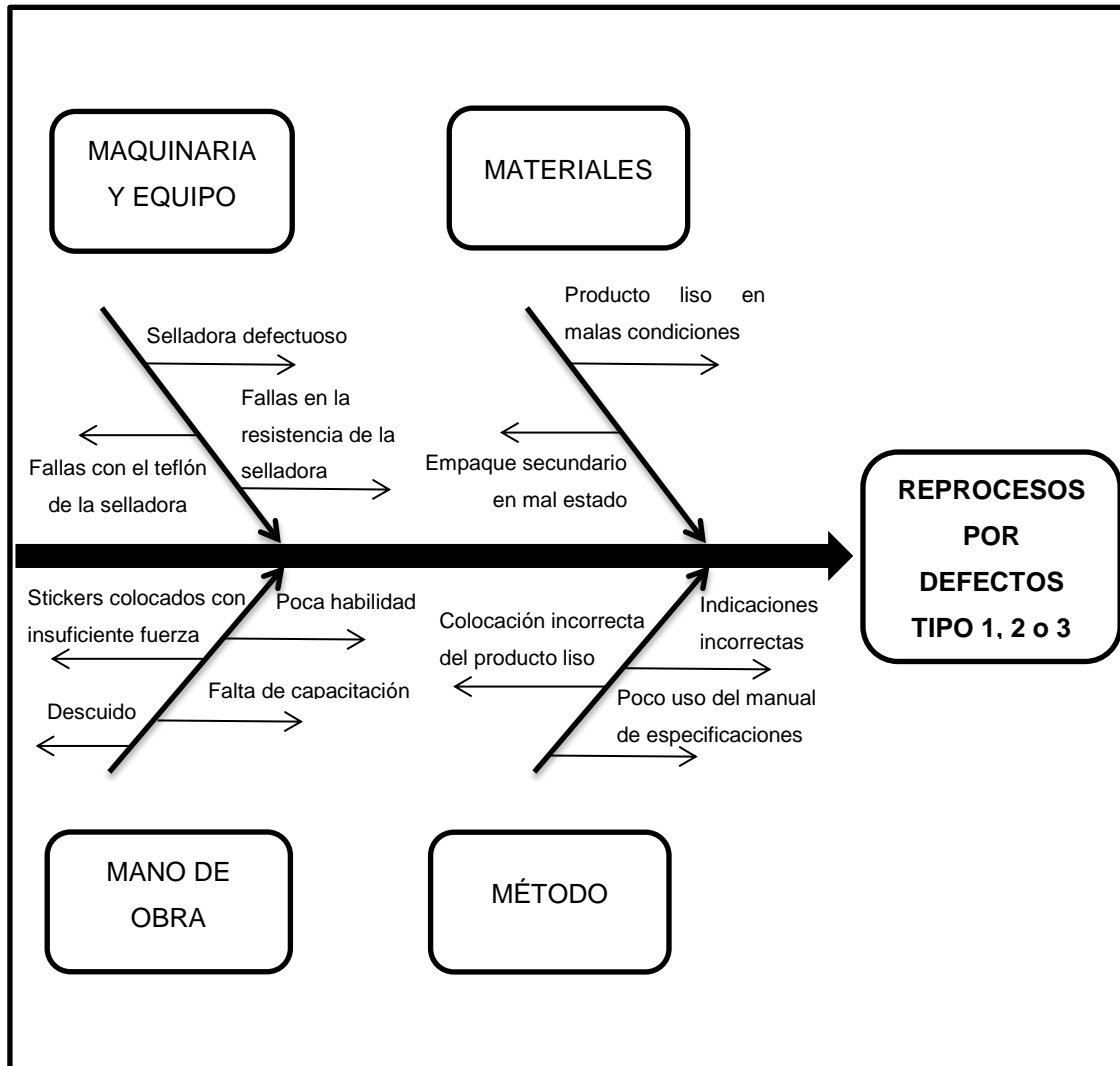 MAQUINARIA
Y EQUIPO
MATERIALES
Selladora defectuoso
Fallas en la
resistencia de la
selladora
Fallas con el teflón
de la selladora
Producto liso en
malas condiciones
Empaque secundario
en mal estado
REPROCESOS
POR
DEFECTOS
TIPO 1, 2 o 3
Stickers colocados con
insuficiente fuerza
Poca habilidad
Falta de capacitación
Descuido
Colocación incorrecta
del producto liso
Indicaciones
incorrectas
Poco uso del manual
de especificaciones
MANO DE
OBRA
MÉTODO